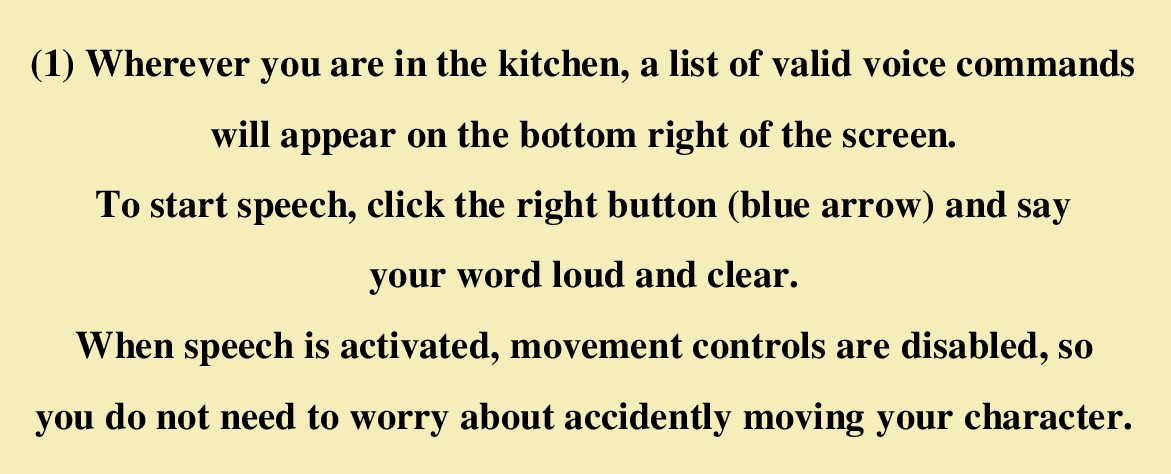 (1) Wherever you are in the kitchen, a list of valid voice commands
will appear on the bottom right of the screen.
To start speech, click the right button (blue arrow) and say
your word loud and clear.
When speech is activated, movement controls are disabled, so
you do not need to worry about accidently moving your character.